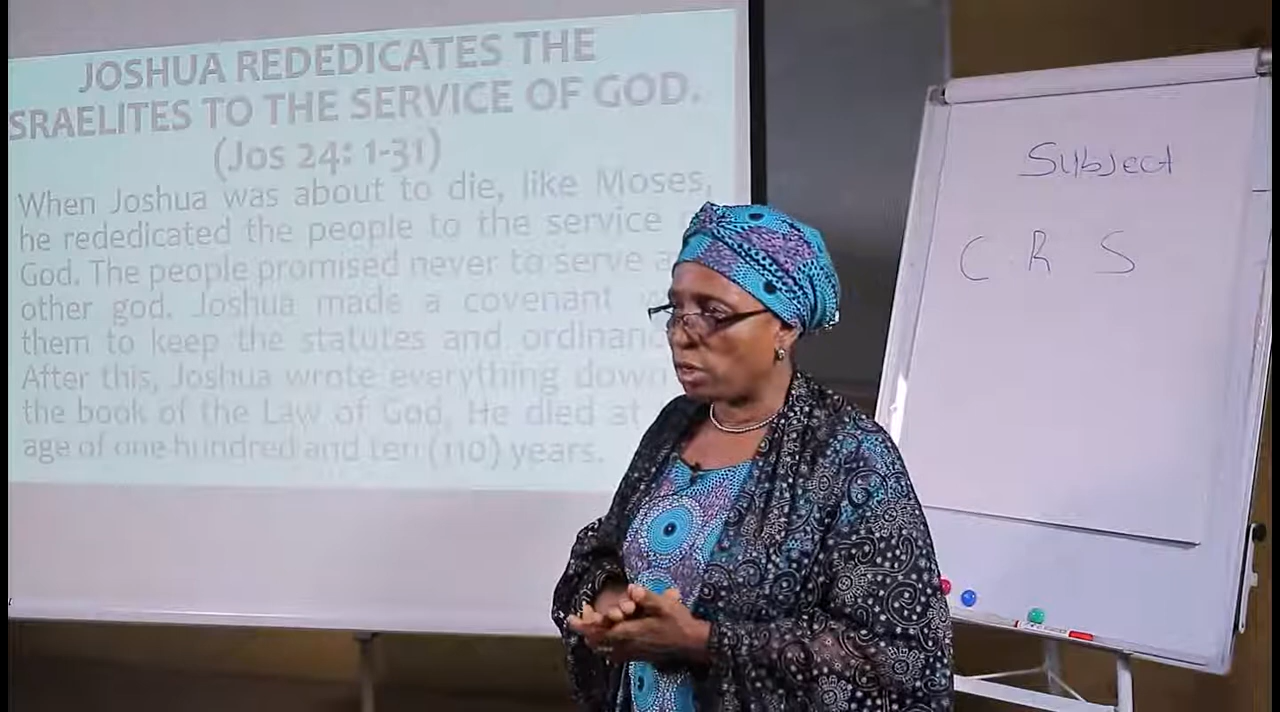 JOSHUA REDEDICATES THE
SRAELITES TO THE SERVICE OF GOD.
(Jos 24: 1-31)
When Joshua was about to die, like Moses,
he rededicated the people to the service
God. The people promised never to serve
other god. Joshua made a covenant
them to keep the statutes and ordinanc
After this, Joshua wrote everything down
the book of the Law of God, He died at
age of one hundred and ten (110) years.
Subject
C R S